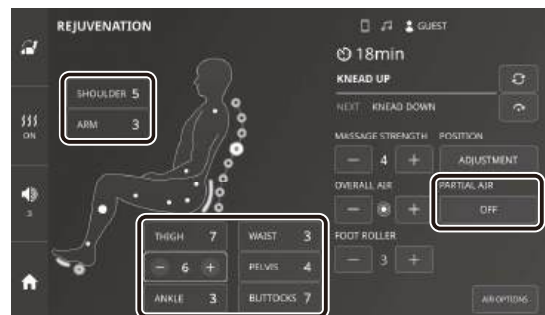 REJUVENATION
GUEST
18min
KNEAD UP
NEXT KNEAD DOWN
MASSAGE STRENGTH POSITION
− 4 + ADJUSTMENT
OVERALL AIR PARTIAL AIR
− + OFF
FOOT ROLLER
− 3 +
AIR OPTIONS
SHOULDER 5
ARM 3
THIGH 7 WAIST 3
− 6 + PELVIS 4
ANKLE 3 BUTTOCKS 7
ON
3